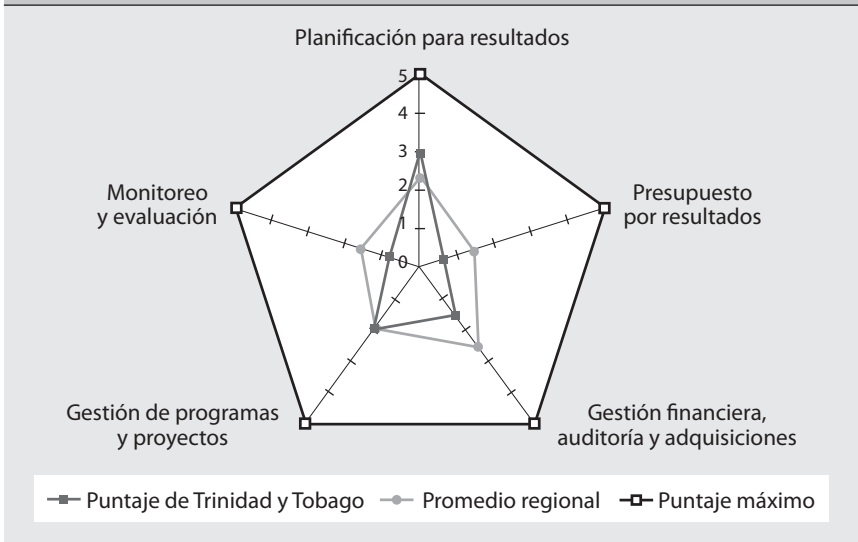 Planificación para resultados
5
4
3
2
1
0
Monitoreo
y evaluación
Presupuesto
por resultados
Gestión de programas
y proyectos
Gestión financiera,
auditoría y adquisiciones
Puntaje de Trinidad y Tobago Promedio regional Puntaje máximo